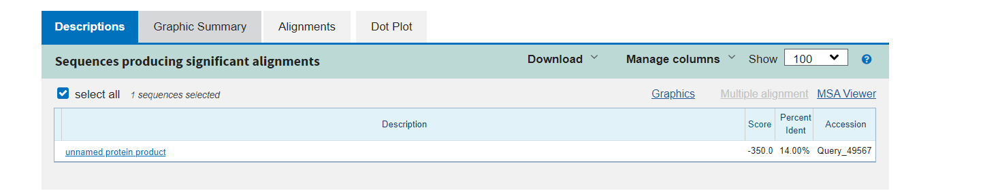 Descriptions Graphic Summary Alignments Dot Plot
Sequences producing significant alignments Download Manage columns Show 100 ?
select all 1 sequences selected Graphics Multiple alignment MSA Viewer
Description Score Percent Ident Accession
unnamed protein product -350.0 14.00% Query_49567